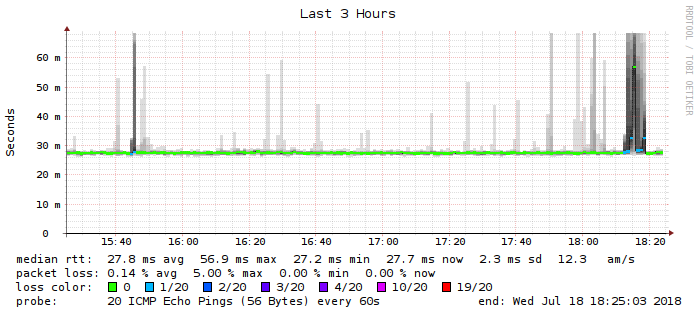 Last 3 Hours
RRDTOOL / TOBI OETIKER
Seconds
60 m
50 m
40 m
30 m
20 m
10 m
0
15:40 16:00 16:20 16:40 17:00 17:20 17:40 18:00 18:20
median rtt: 27.8 ms avg 56.9 ms max 27.2 ms min 27.7 ms now 2.3 ms sd 12.3 am/s
packet loss: 0.14 % avg 5.00 % max 0.00 % min 0.00 % now
loss color: 0 1/20 2/20 3/20 4/20 10/20 19/20
probe: 20 ICMP Echo Pings (56 Bytes) every 60s end: Wed Jul 18 18:25:03 2018